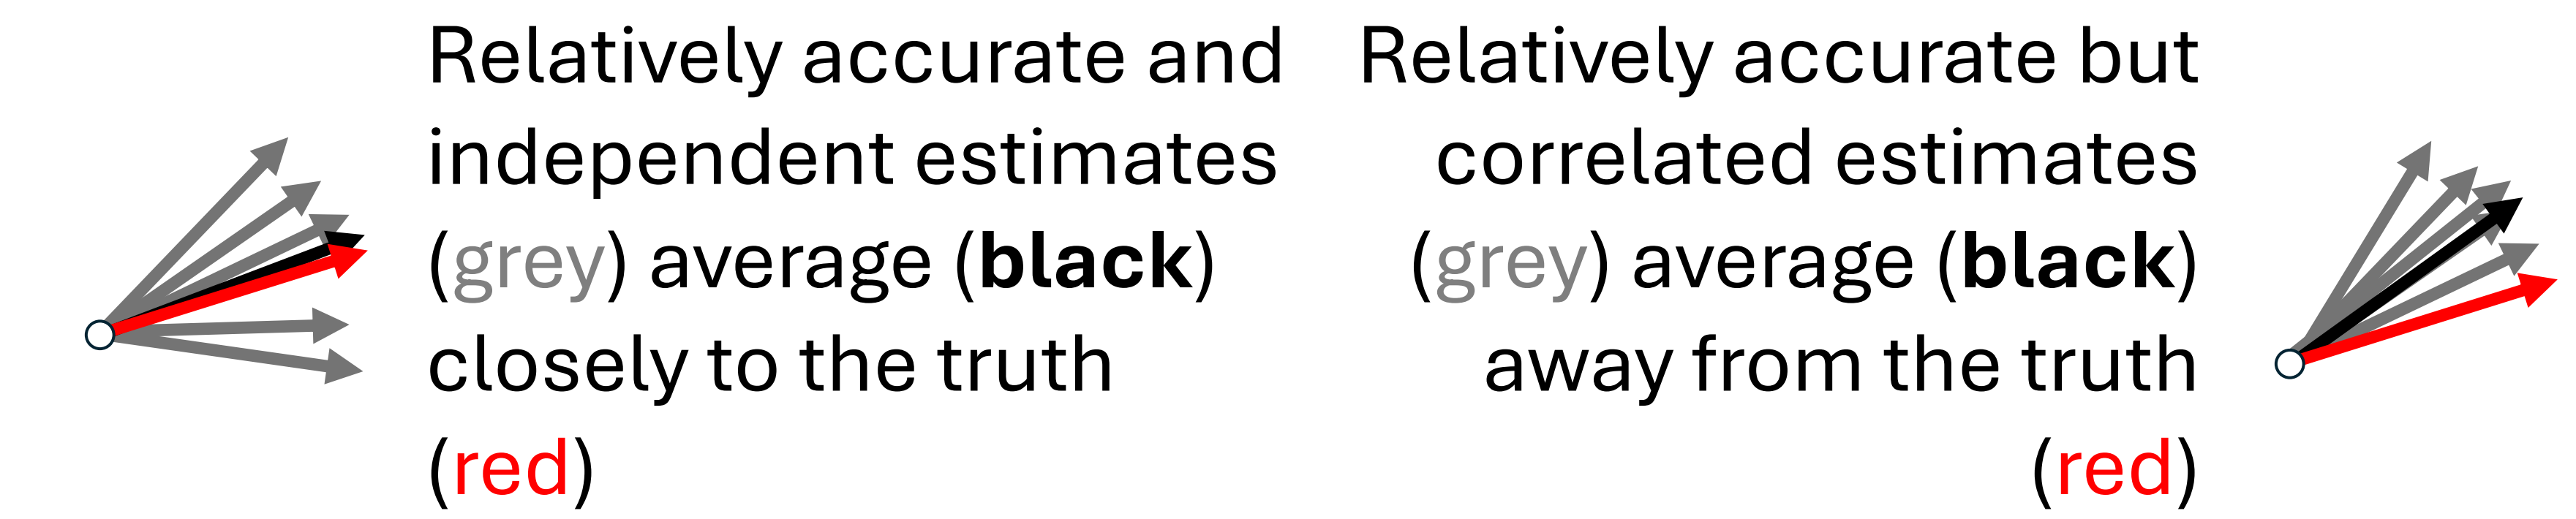 Relatively accurate and
independent estimates
(grey) average (black)
closely to the truth
(red)
Relatively accurate but
correlated estimates
(grey) average (black)
away from the truth
(red)